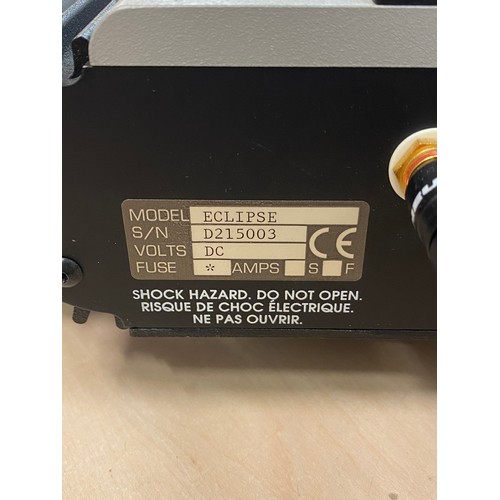 MODEL ECLIPSE
S/N D215003
VOLTS DC
FUSE * AMPS S F
CE
SHOCK HAZARD. DO NOT OPEN.
RISQUE DE CHOC ÉLECTRIQUE.
NE PAS OUVRIR.